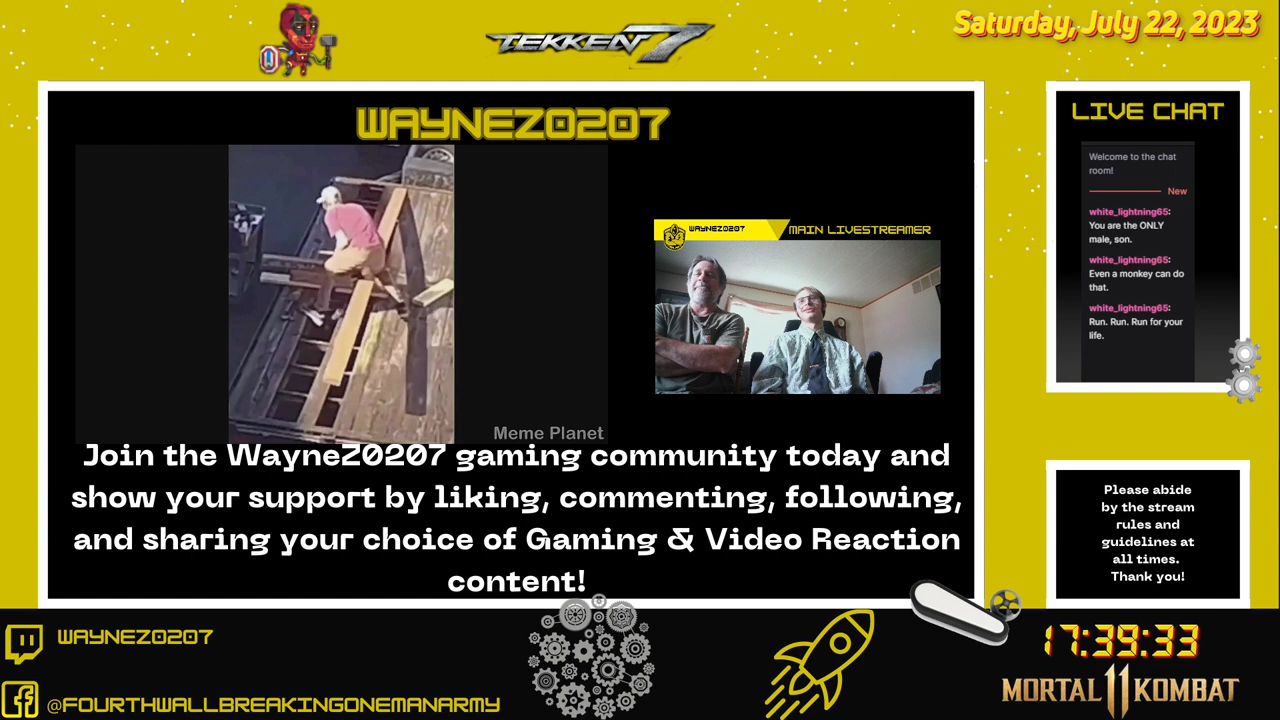 TEKKEN 7
Saturday, July 22, 2023
WAYNEZ0207
LIVE CHAT
Welcome to the chat
room!
New
white_lightning65:
You are the ONLY
male, son.
white_lightning65:
Even a monkey can do
that.
white_lightning65:
Run. Run. Run for your
life.
WAYNEZ0207
MAIN LIVESTREAMER
Meme Planet
Join the WayneZ0207 gaming community today and
show your support by liking, commenting, following,
and sharing your choice of Gaming & Video Reaction
content!
Please abide
by the stream
rules and
guidelines at
all times.
Thank you!
WAYNEZ0207
@FOURTHWALLBREAKINGONEMANARMY
17:39:33
MORTAL 11 KOMBAT